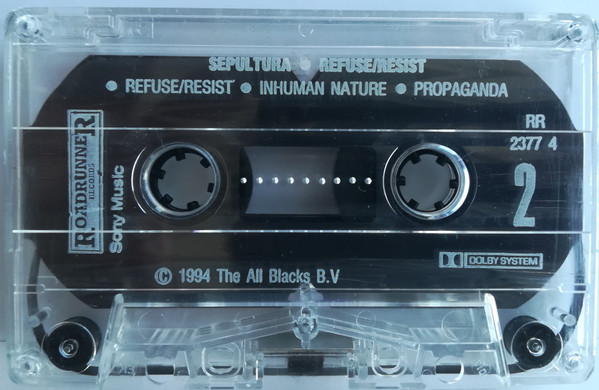 SEPULTURA ● REFUSE/RESIST
● REFUSE/RESIST ● INHUMAN NATURE ● PROPAGANDA
ROADRUNNER
RECORDS
Sony Music
RR
2377 4
2
DOLBY SYSTEM
© 1994 The All Blacks B.V